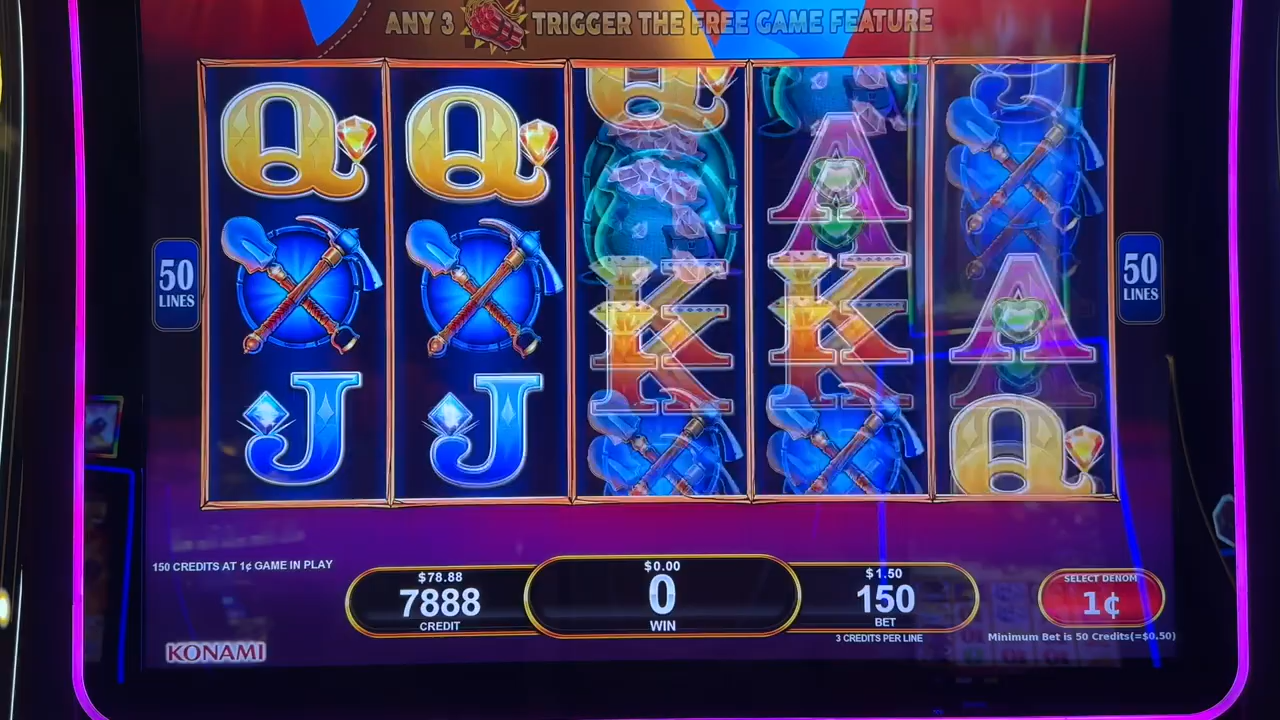 ANY 3 TRIGGER THE FREE GAME FEATURE
Q Q Q
A
K K
A
J J Q
50
LINES
50
LINES
150 CREDITS AT 1¢ GAME IN PLAY
$78.88
7888
CREDIT
$0.00
0
WIN
$1.50
150
BET
3 CREDITS PER LINE
SELECT DENOM
1¢
Minimum Bet is 50 Credits(=$0.50)
KONAMI